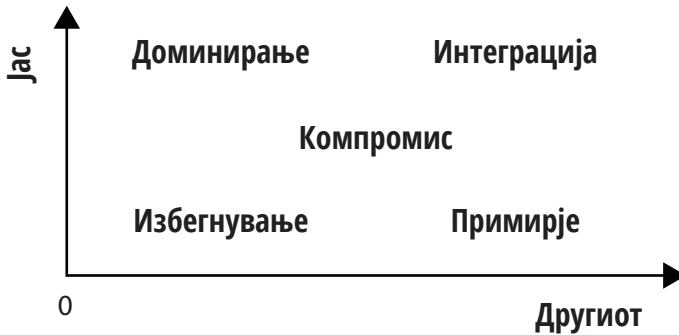 Јас
Доминирање
Интеграција
Компромис
Избегнување
Примирје
0
Другиот